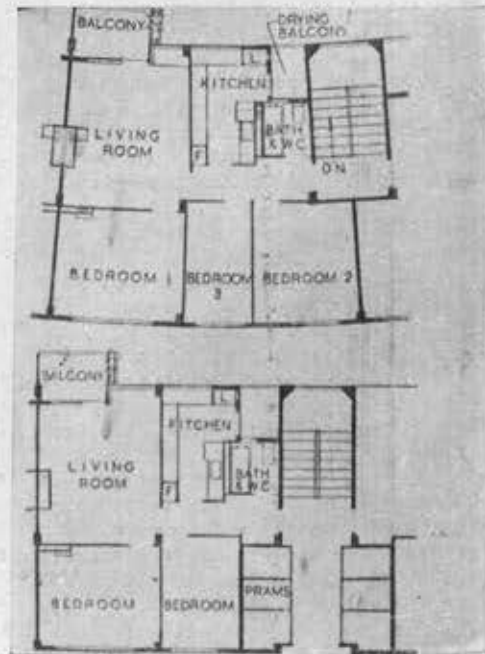 BALCONY
DRYING
BALCONY
L
KITCHEN
LIVING
ROOM
BATH
& W.C.
F
DN.
BEDROOM 1
BEDROOM
3
BEDROOM 2
BALCONY
L
KITCHEN
LIVING
ROOM
BATH
& W.C.
F
BEDROOM
BEDROOM
PRAMS